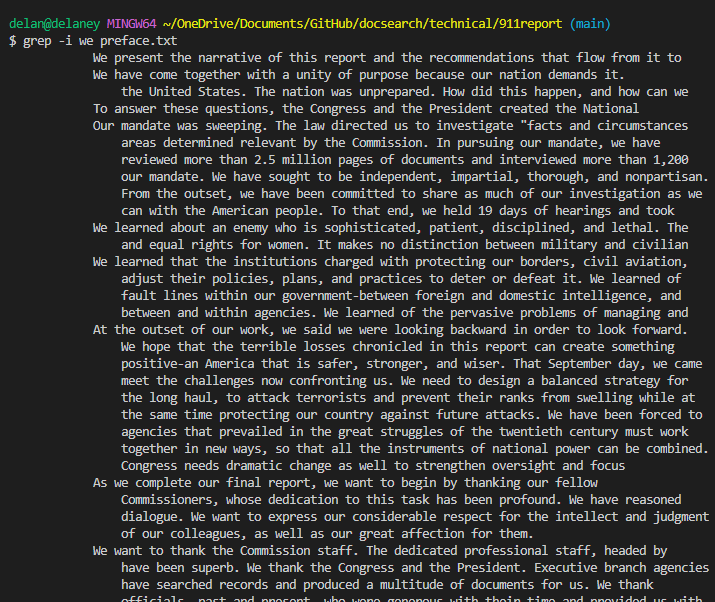 delan@delaney MINGW64 ~/OneDrive/Documents/GitHub/docsearch/technical/911report (main)
$ grep -i we preface.txt
We present the narrative of this report and the recommendations that flow from it to
We have come together with a unity of purpose because our nation demands it.
the United States. The nation was unprepared. How did this happen, and how can we
To answer these questions, the Congress and the President created the National
Our mandate was sweeping. The law directed us to investigate "facts and circumstances
areas determined relevant by the Commission. In pursuing our mandate, we have
reviewed more than 2.5 million pages of documents and interviewed more than 1,200
our mandate. We have sought to be independent, impartial, thorough, and nonpartisan.
From the outset, we have been committed to share as much of our investigation as we
can with the American people. To that end, we held 19 days of hearings and took
We learned about an enemy who is sophisticated, patient, disciplined, and lethal. The
and equal rights for women. It makes no distinction between military and civilian
We learned that the institutions charged with protecting our borders, civil aviation,
adjust their policies, plans, and practices to deter or defeat it. We learned of
fault lines within our government-between foreign and domestic intelligence, and
between and within agencies. We learned of the pervasive problems of managing and
At the outset of our work, we said we were looking backward in order to look forward.
We hope that the terrible losses chronicled in this report can create something
positive-an America that is safer, stronger, and wiser. That September day, we came
meet the challenges now confronting us. We need to design a balanced strategy for
the long haul, to attack terrorists and prevent their ranks from swelling while at
the same time protecting our country against future attacks. We have been forced to
agencies that prevailed in the great struggles of the twentieth century must work
together in new ways, so that all the instruments of national power can be combined.
Congress needs dramatic change as well to strengthen oversight and focus
As we complete our final report, we want to begin by thanking our fellow
Commissioners, whose dedication to this task has been profound. We have reasoned
dialogue. We want to express our considerable respect for the intellect and judgment
of our colleagues, as well as our great affection for them.
We want to thank the Commission staff. The dedicated professional staff, headed by
have been superb. We thank the Congress and the President. Executive branch agencies
have searched records and produced a multitude of documents for us. We thank
officials, past and present, who were generous with their time and provided us with